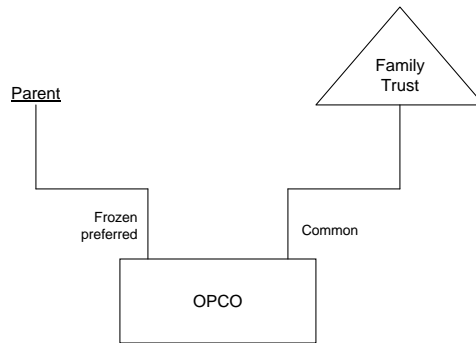 Family
Trust
Parent
Frozen
preferred
Common
OPCO